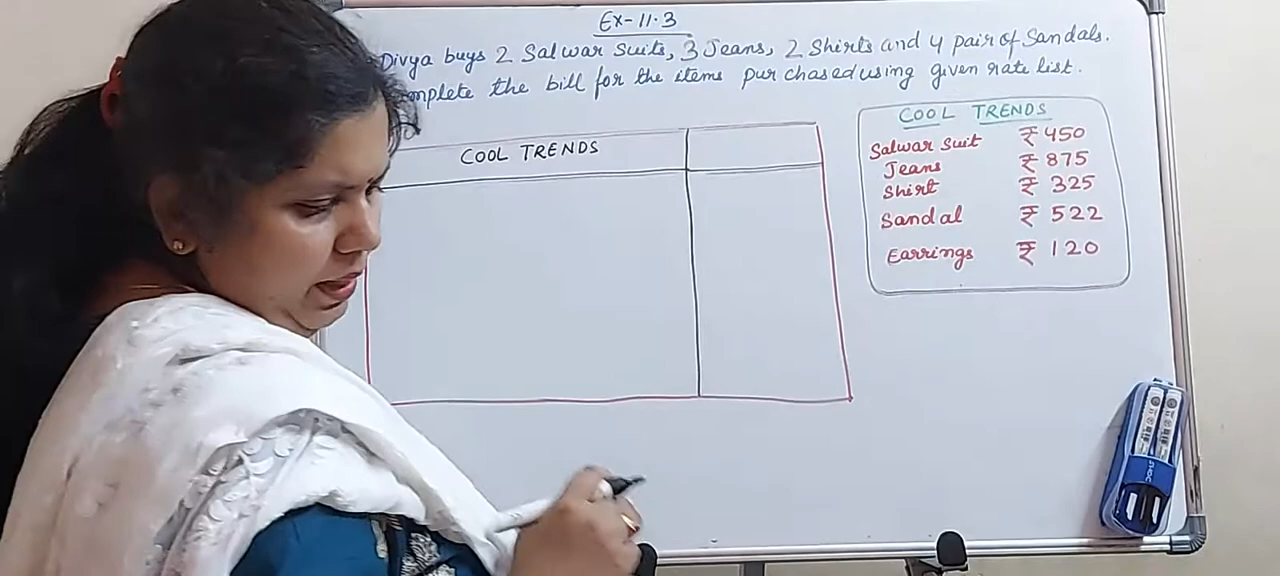 Ex-11.3
Divya buys 2 Salwar Suits, 3 Jeans, 2 Shirts and 4 pair of Sandals.
mplete the bill for the items purchased using given rate list.
COOL TRENDS
COOL TRENDS
Salwar Suit ₹ 450
Jeans ₹ 875
Shirt ₹ 325
Sandal ₹ 522
Earrings ₹ 120